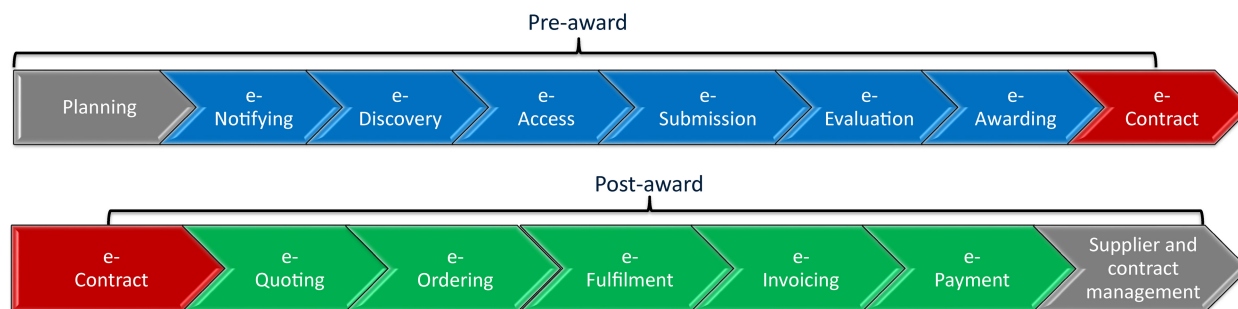 Pre-award
Planning
e-
Notifying
e-
Discovery
e-
Access
e-
Submission
e-
Evaluation
e-
Awarding
e-
Contract
Post-award
e-
Contract
e-
Quoting
e-
Ordering
e-
Fulfilment
e-
Invoicing
e-
Payment
Supplier and
contract
management